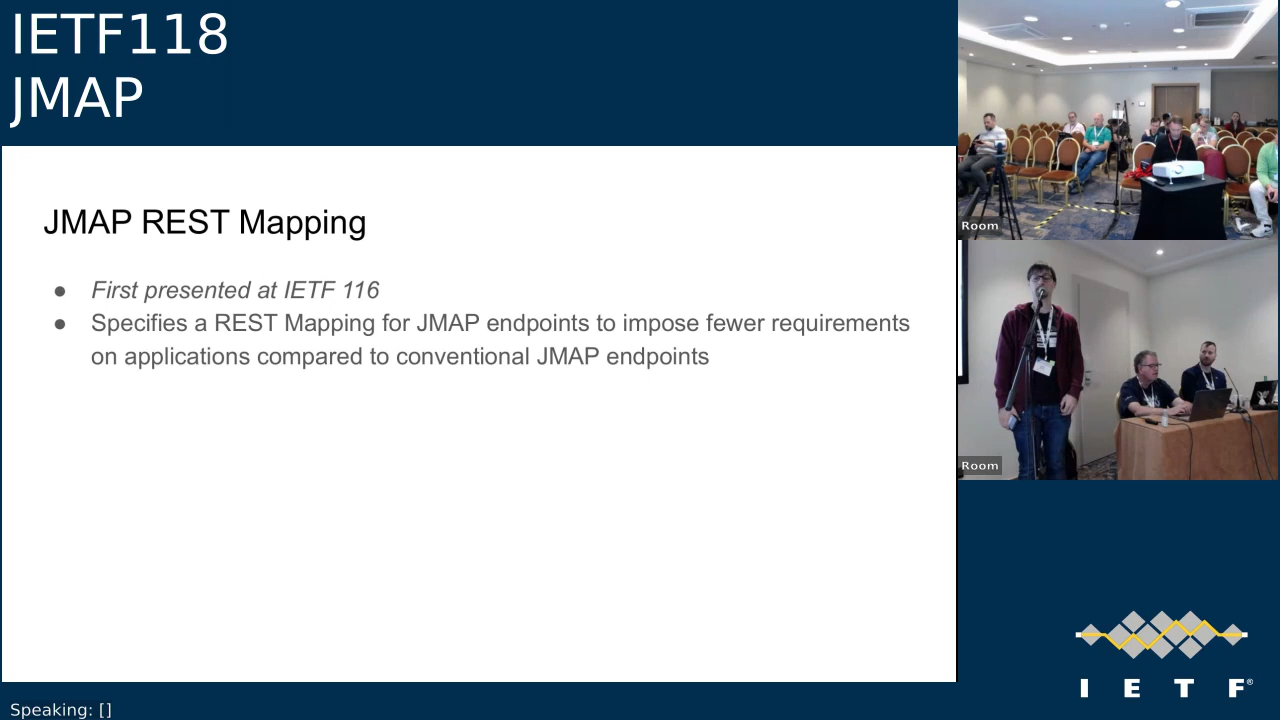 IETF118
JMAP
JMAP REST Mapping
● First presented at IETF 116
● Specifies a REST Mapping for JMAP endpoints to impose fewer requirements
on applications compared to conventional JMAP endpoints
Room
Room
I E T F®
Speaking: []